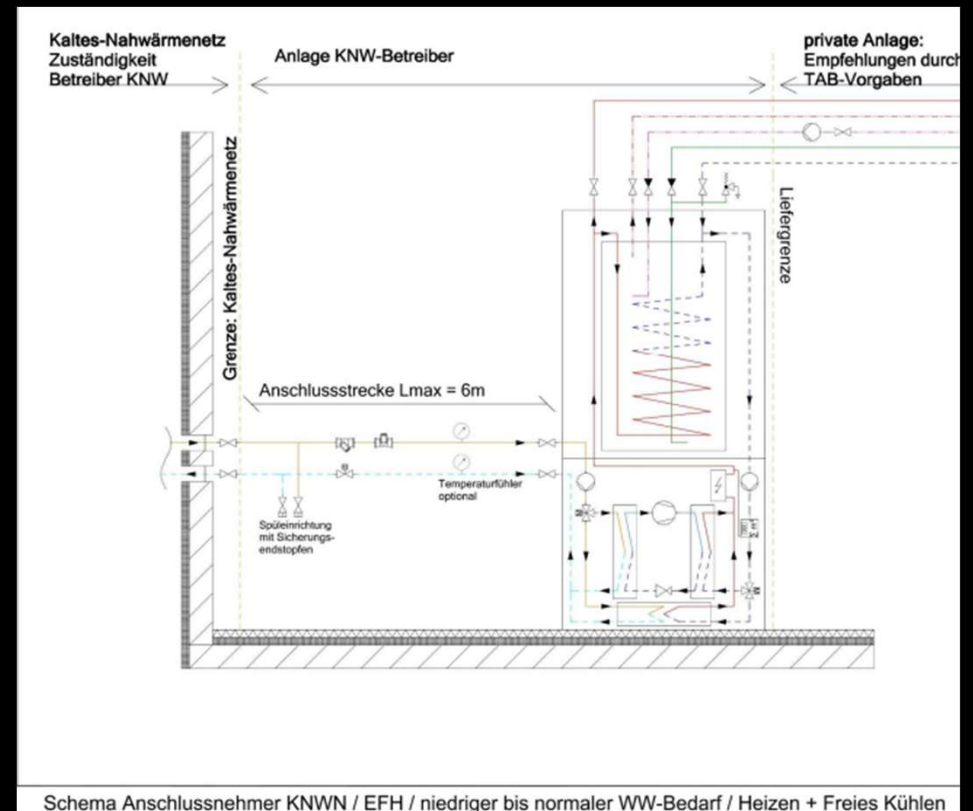 Kaltes-Nahwärmenetz
Zuständigkeit
Betreiber KNW
Anlage KNW-Betreiber
private Anlage:
Empfehlungen durch
TAB-Vorgaben
Grenze: Kaltes-Nahwärmenetz
Liefergrenze
Anschlussstrecke Lmax = 6m
Temperaturfühler
optional
Spüleinrichtung
mit Sicherungs-
endstopfen
M
M
Schema Anschlussnehmer KNWN / EFH / niedriger bis normaler WW-Bedarf / Heizen + Freies Kühlen